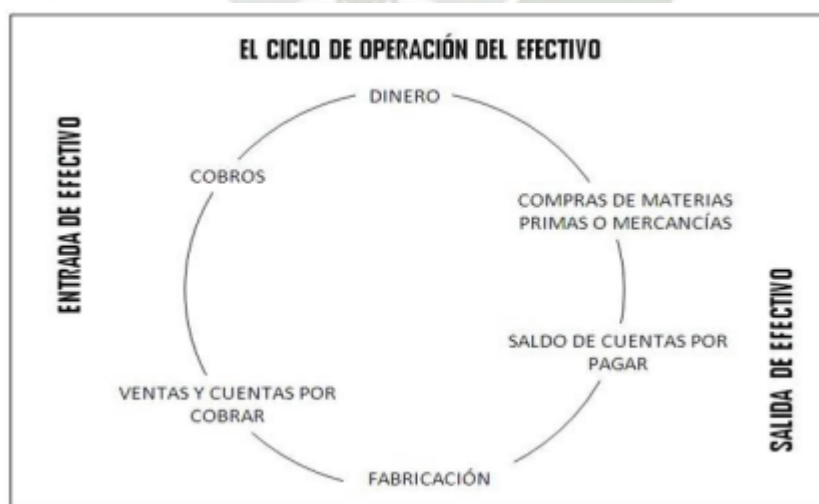 EL CICLO DE OPERACIÓN DEL EFECTIVO
DINERO
COBROS
COMPRAS DE MATERIAS
PRIMAS O MERCANCÍAS
ENTRADA DE EFECTIVO
SALDO DE CUENTAS POR
PAGAR
SALIDA DE EFECTIVO
VENTAS Y CUENTAS POR
COBRAR
FABRICACIÓN